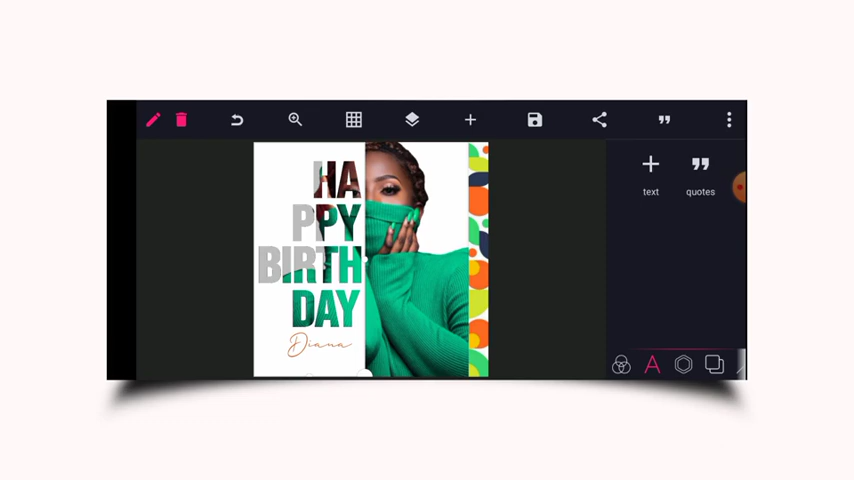 HA
PPY
BIRTH
DAY
Diana
text quotes